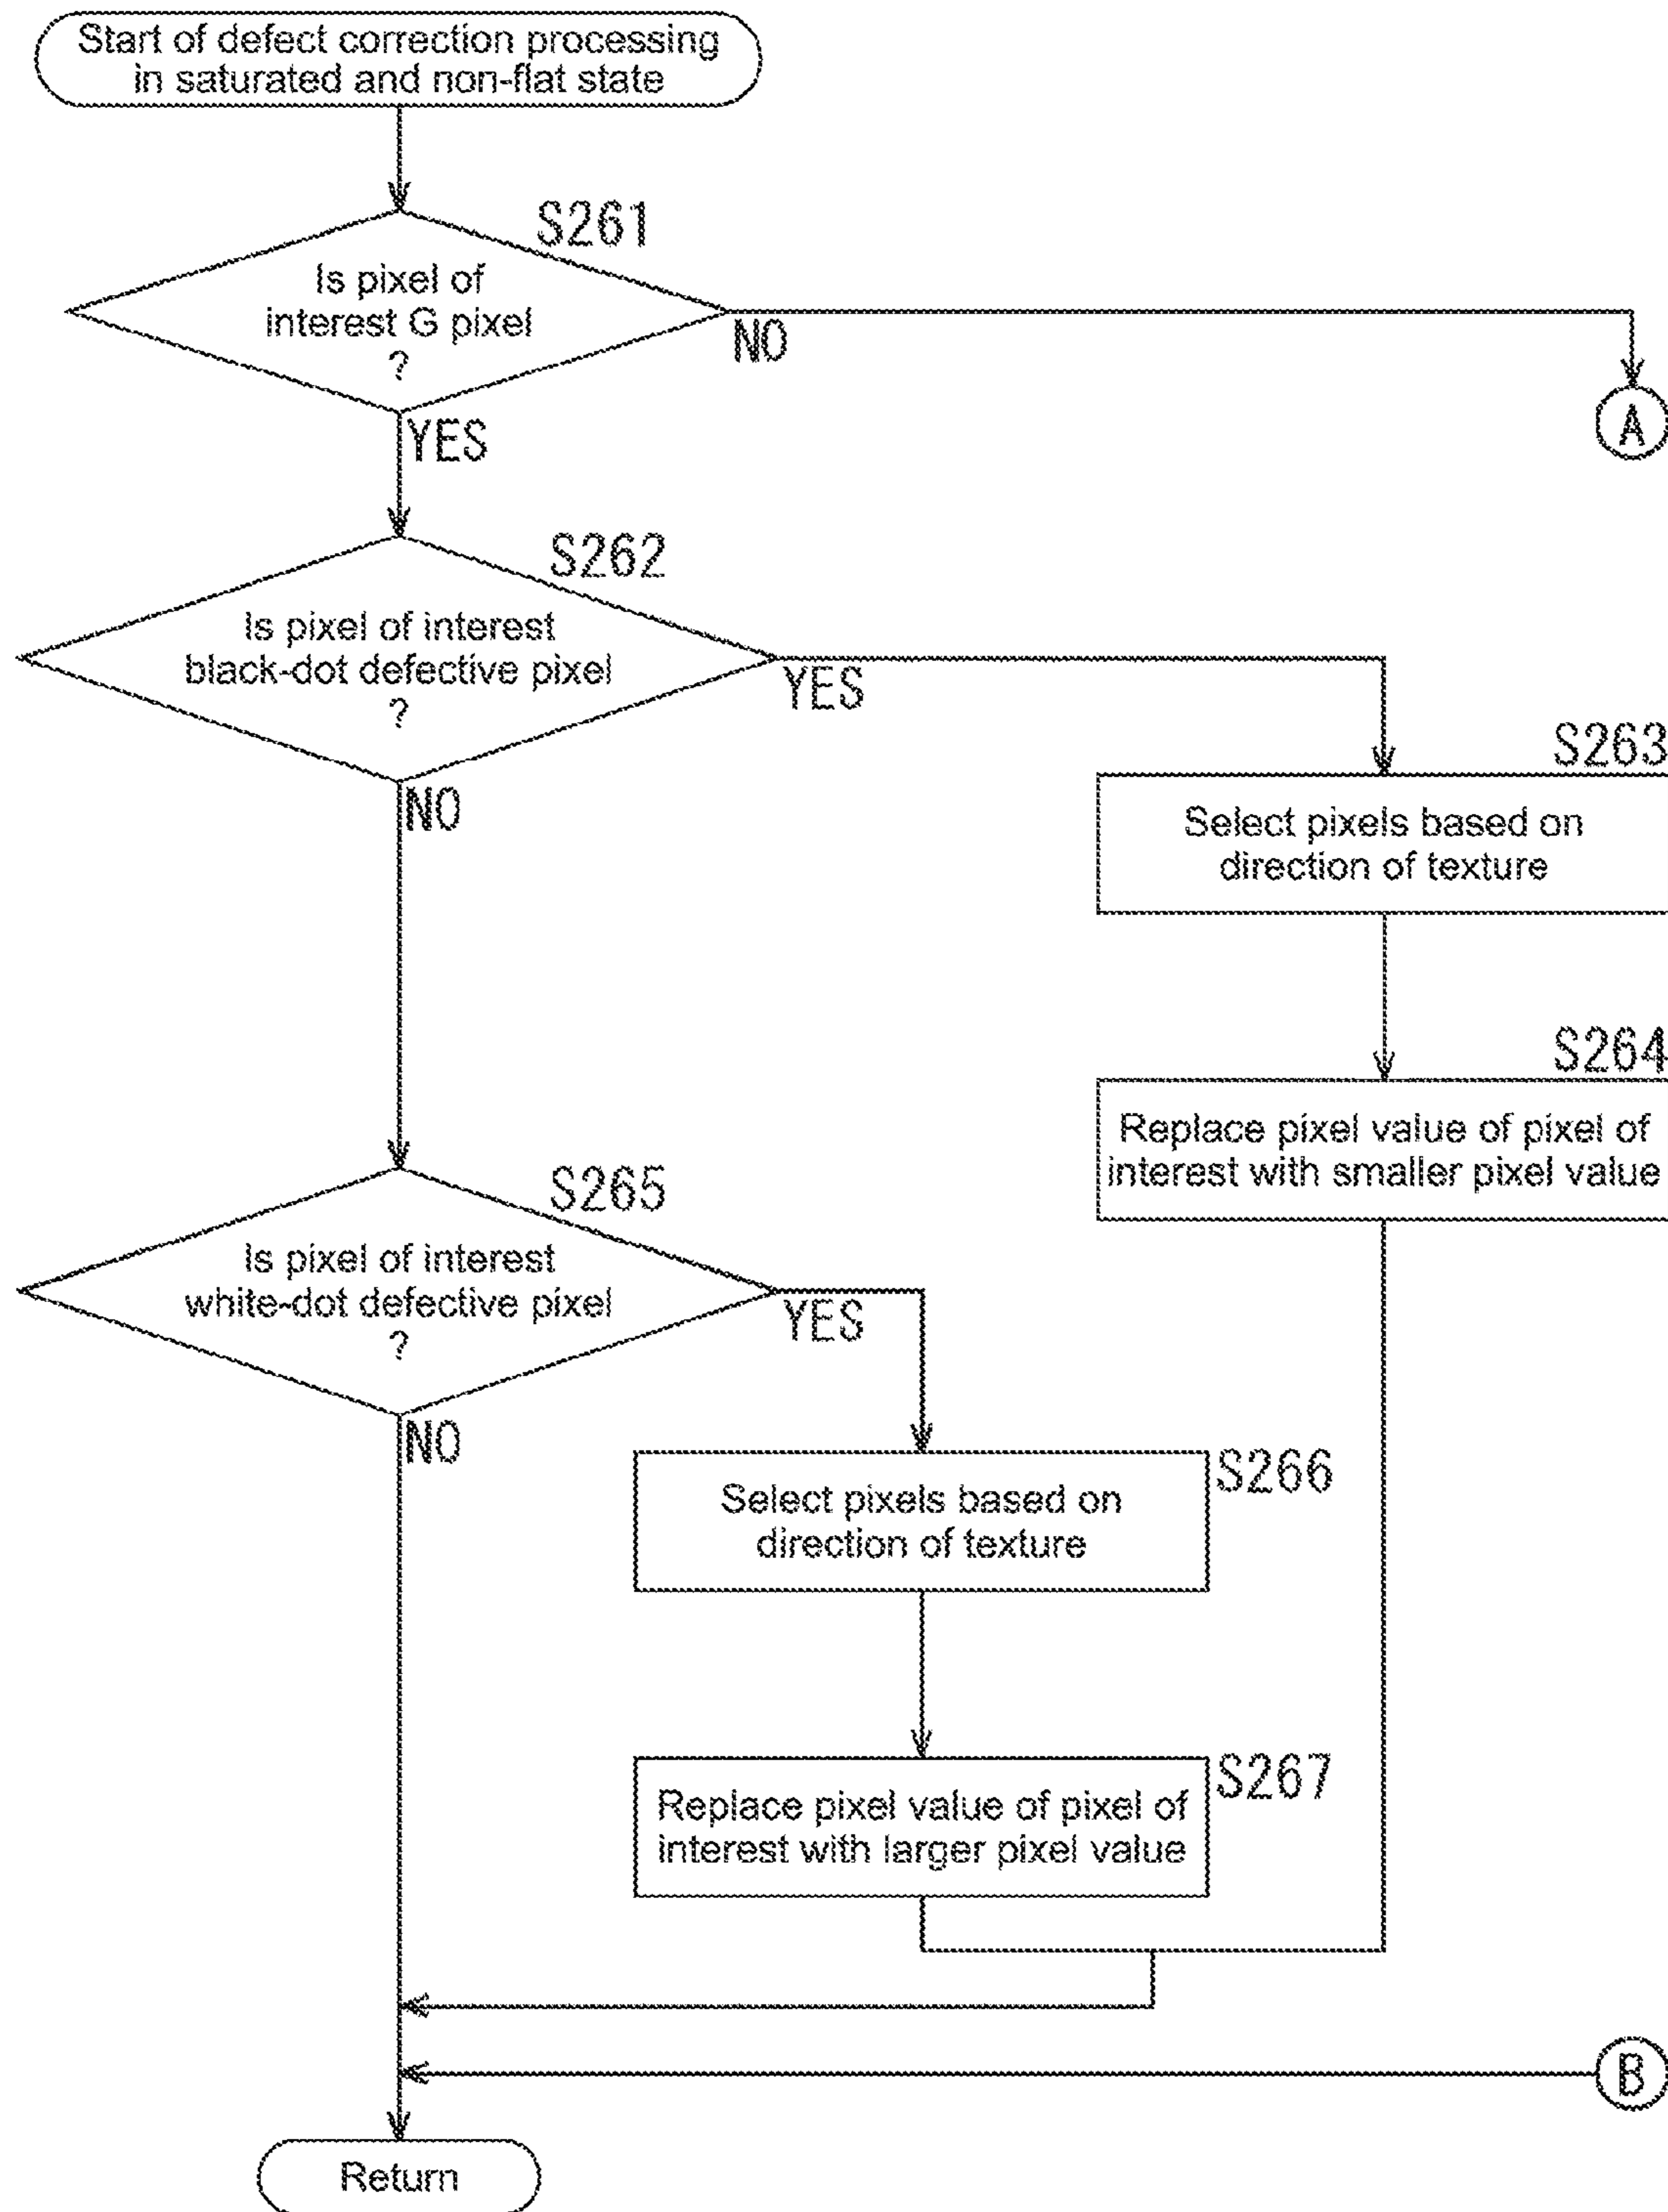 Start of defect correction processing
in saturated and non-flat state
S261
Is pixel of
interest G pixel
?
NO
A
YES
S262
Is pixel of interest
black-dot defective pixel
?
YES
NO
S263
Select pixels based on
direction of texture
S264
Replace pixel value of pixel of
interest with smaller pixel value
S265
Is pixel of interest
white-dot defective pixel
?
YES
NO
S266
Select pixels based on
direction of texture
S267
Replace pixel value of pixel of
interest with larger pixel value
B
Return